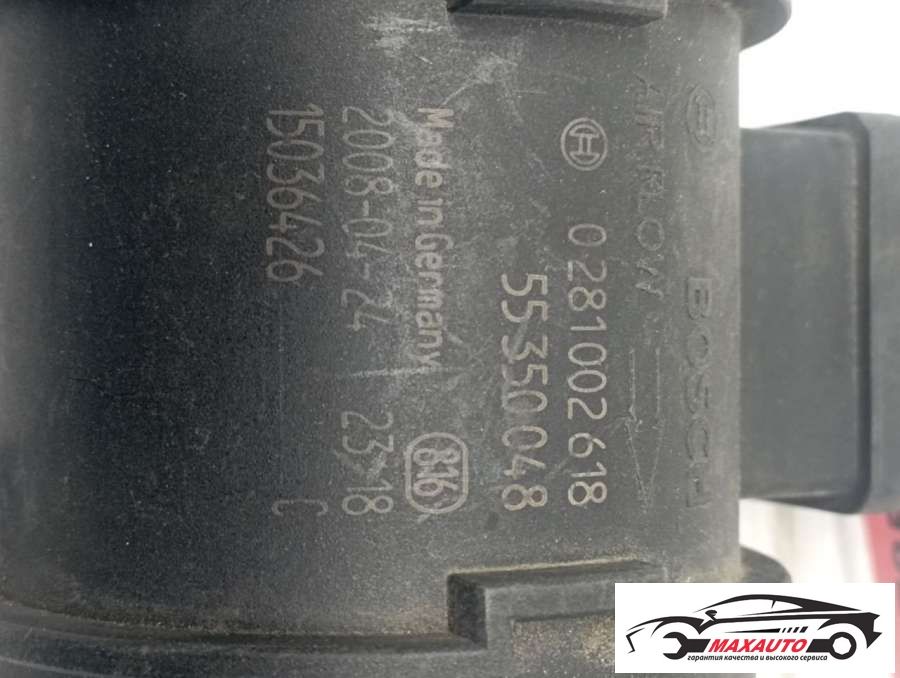 BOSCH
AIR FLOW
0 281 002 618
55 350 048
Made in Germany 816
2008-04-24 23:18
15036426 C
MAXAUTO
гарантия качества и высокого сервиса